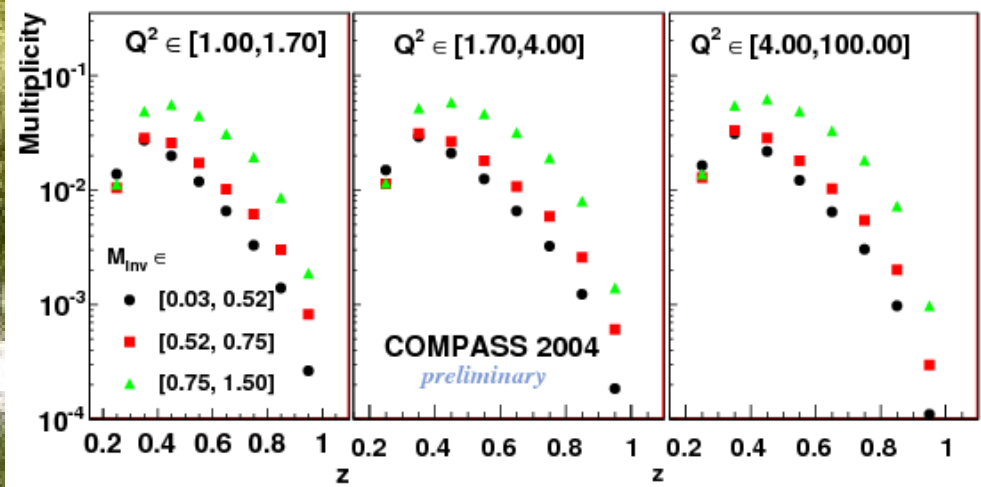 Multiplicity
Q² ∈ [1.00,1.70]
Q² ∈ [1.70,4.00]
Q² ∈ [4.00,100.00]
10⁻¹
10⁻²
10⁻³
10⁻⁴
M_Inv ∈
[0.03, 0.52]
[0.52, 0.75]
[0.75, 1.50]
COMPASS 2004
preliminary
0.2 0.4 0.6 0.8 1
0.2 0.4 0.6 0.8 1
0.2 0.4 0.6 0.8 1
z
z